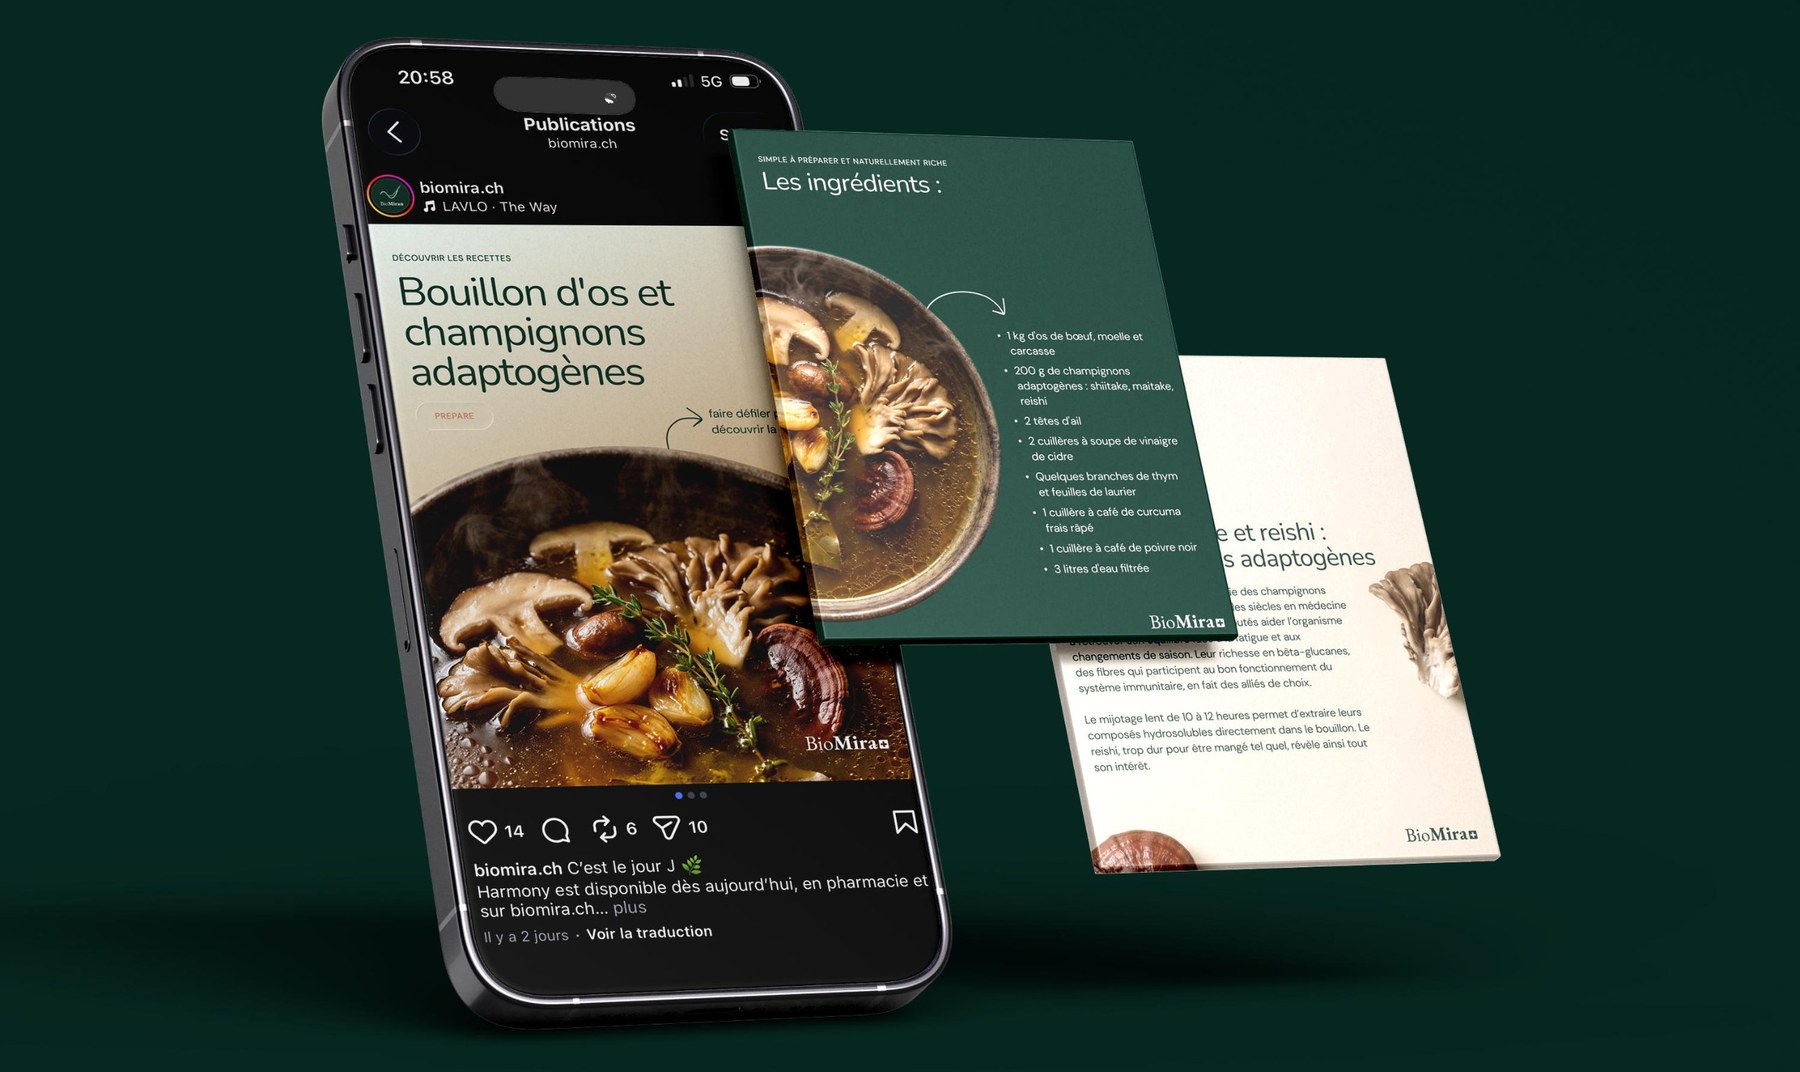 20:58
5G
Publications
biomira.ch
biomira.ch
LAVLO · The Way
DÉCOUVRIR LES RECETTES
Bouillon d'os et
champignons
adaptogènes
PREPARE
faire défiler
découvrir la
BioMira
14
6
10
biomira.ch C'est le jour J 🌿
Harmony est disponible dès aujourd'hui, en pharmacie et
sur biomira.ch... plus
Il y a 2 jours · Voir la traduction
SIMPLE À PRÉPARER ET NATURELLEMENT RICHE
Les ingrédients :
• 1 kg d'os de bœuf, moelle et
carcasse
• 200 g de champignons
adaptogènes : shiitake, maitake,
reishi
• 2 têtes d'ail
• 2 cuillères à soupe de vinaigre
de cidre
• Quelques branches de thym
et feuilles de laurier
• 1 cuillère à café de curcuma
frais râpé
• 1 cuillère à café de poivre noir
• 3 litres d'eau filtrée
BioMira
e et reishi :
s adaptogènes
des champignons
siècles en médecine
aider l'organisme
fatigue et aux
changements de saison. Leur richesse en bêta-glucanes,
des fibres qui participent au bon fonctionnement du
système immunitaire, en fait des alliés de choix.
Le mijotage lent de 10 à 12 heures permet d'extraire leurs
composés hydrosolubles directement dans le bouillon. Le
reishi, trop dur pour être mangé tel quel, révèle ainsi tout
son intérêt.
BioMira